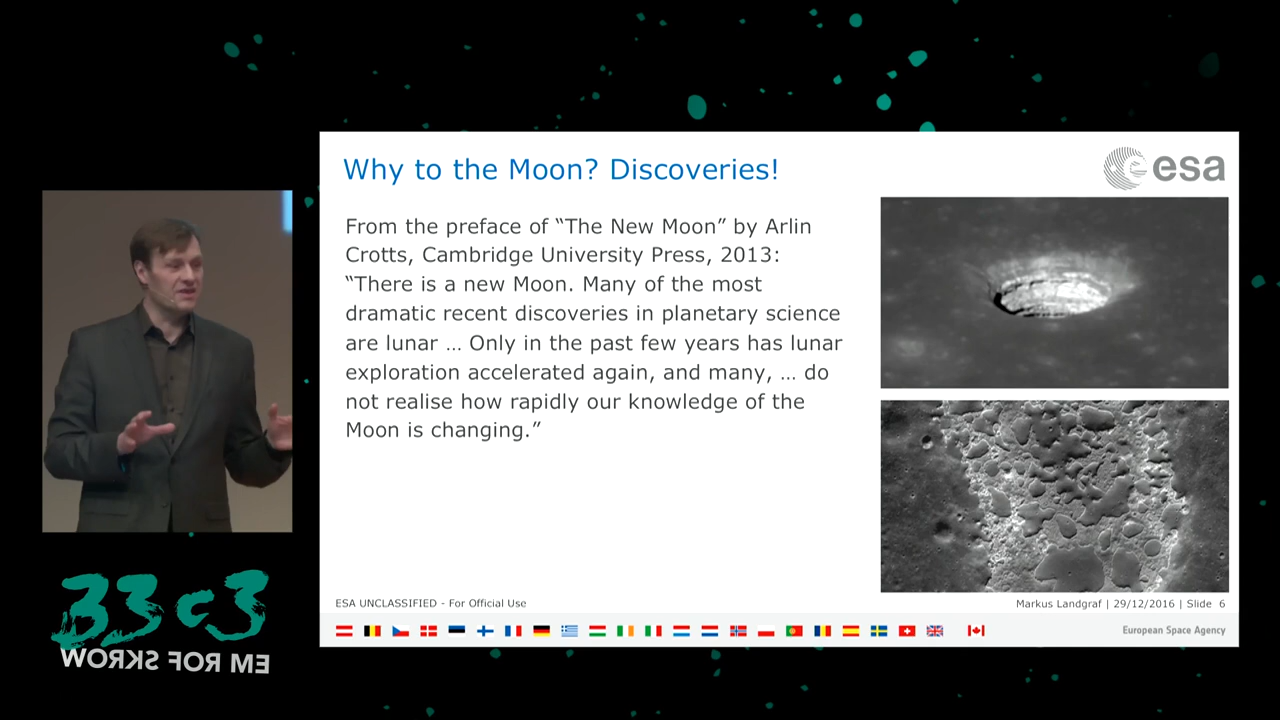 Why to the Moon? Discoveries!
esa
From the preface of “The New Moon” by Arlin
Crotts, Cambridge University Press, 2013:
“There is a new Moon. Many of the most
dramatic recent discoveries in planetary science
are lunar … Only in the past few years has lunar
exploration accelerated again, and many, … do
not realise how rapidly our knowledge of the
Moon is changing.”
ESA UNCLASSIFIED - For Official Use
Markus Landgraf | 29/12/2016 | Slide 6
European Space Agency
33c3
WORKS FOR ME